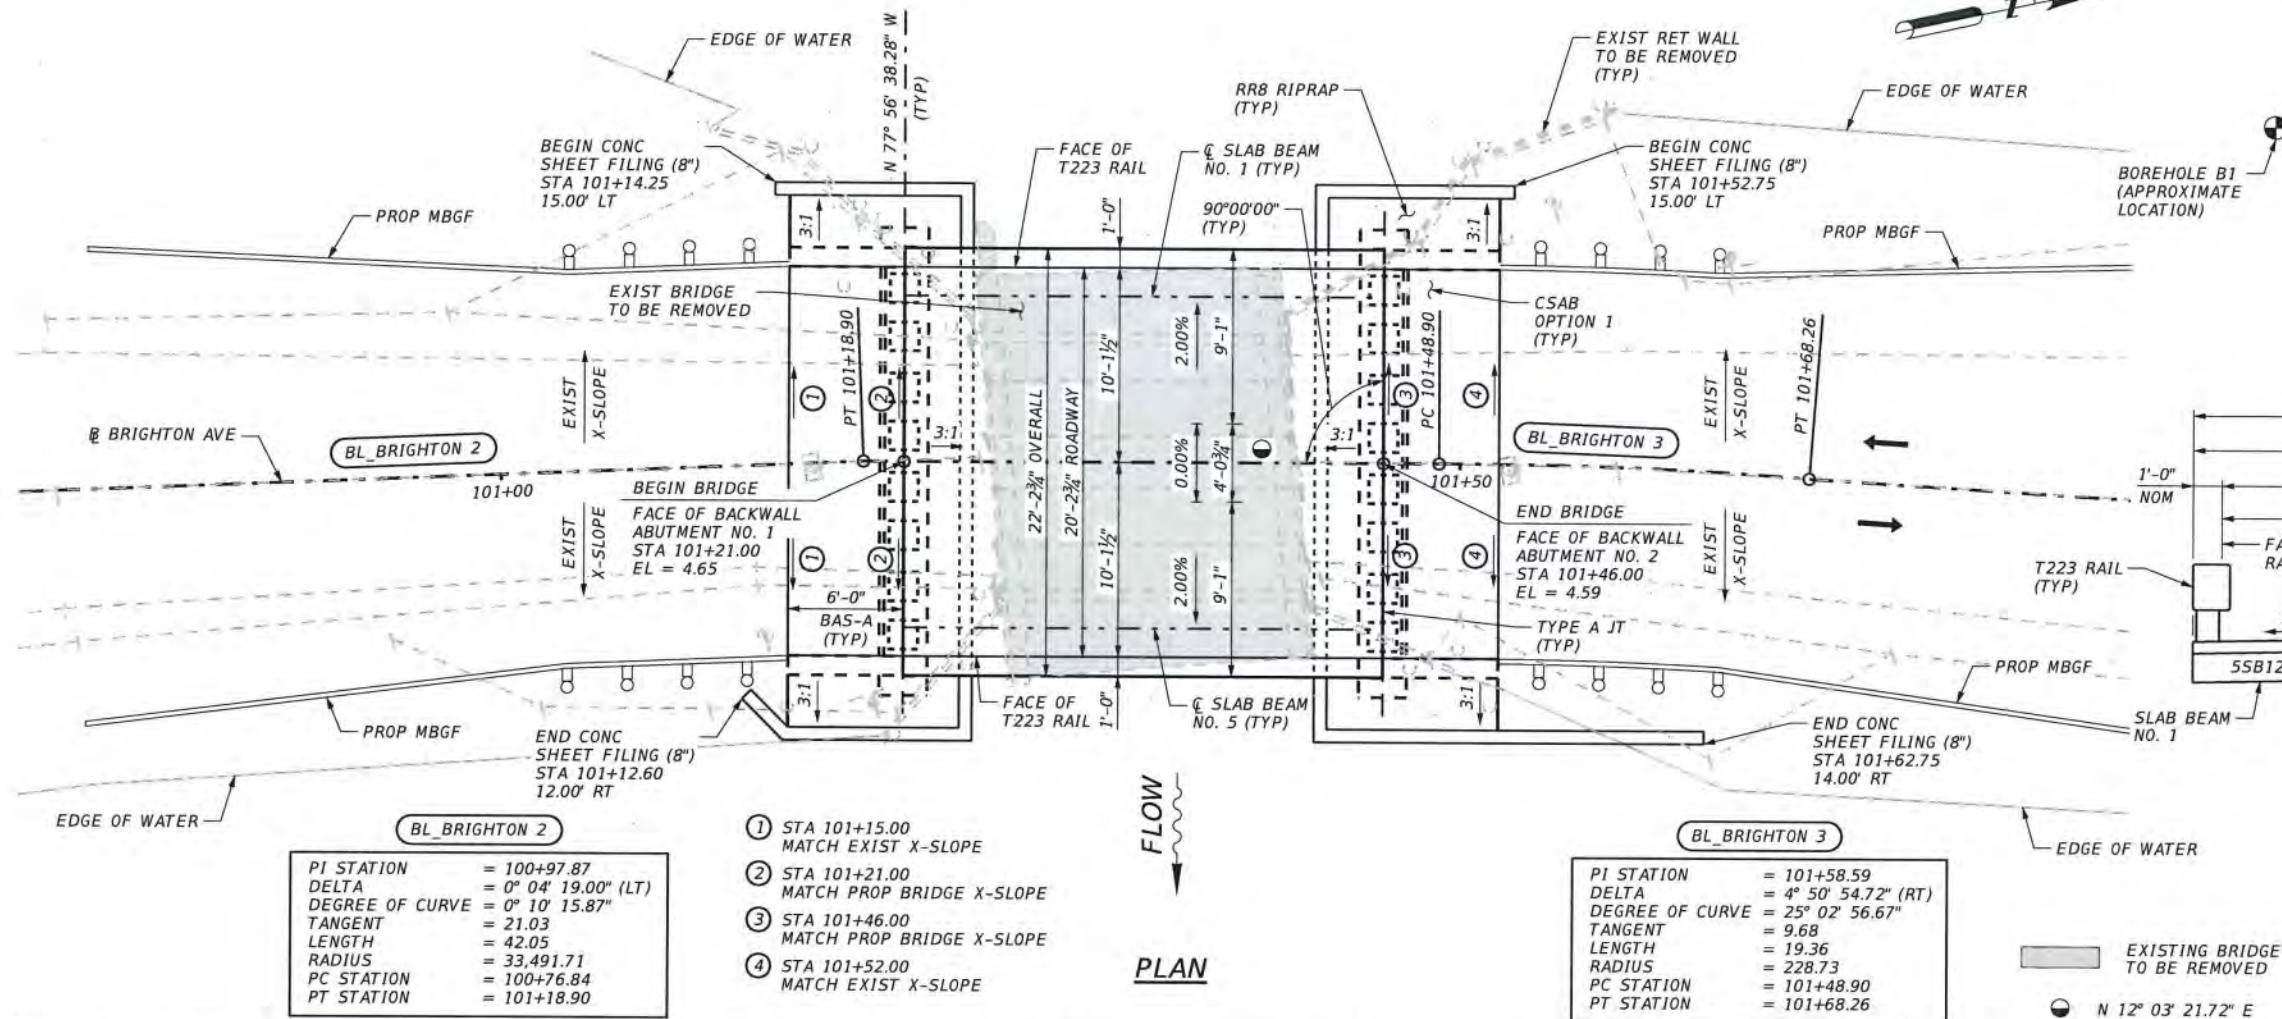 EDGE OF WATER
N 77° 56' 38.28" W
(TYP)
EXIST RET WALL
TO BE REMOVED
(TYP)
RR8 RIPRAP
(TYP)
EDGE OF WATER
BEGIN CONC
SHEET FILING (8")
STA 101+14.25
15.00' LT
FACE OF
T223 RAIL
℄ SLAB BEAM
NO. 1 (TYP)
BEGIN CONC
SHEET FILING (8")
STA 101+52.75
15.00' LT
BOREHOLE B1
(APPROXIMATE
LOCATION)
PROP MBGF
3:1
1'-0"
90°00'00"
(TYP)
3:1
PROP MBGF
EXIST BRIDGE
TO BE REMOVED
CSAB
OPTION 1
(TYP)
PT 101+18.90
PC 101+48.90
PT 101+68.26
EXIST
X-SLOPE
1
2
22'-2¾" OVERALL
20'-2¾" ROADWAY
10'-1½"
2.00%
9'-1"
3
4
EXIST
X-SLOPE
B BRIGHTON AVE
BL_BRIGHTON 2
3:1
0.00%
4'-0¾"
3:1
BL_BRIGHTON 3
101+00
101+50
1'-0"
NOM
BEGIN BRIDGE
FACE OF BACKWALL
ABUTMENT NO. 1
STA 101+21.00
EL = 4.65
END BRIDGE
FACE OF BACKWALL
ABUTMENT NO. 2
STA 101+46.00
EL = 4.59
EXIST
X-SLOPE
1
2
10'-1½"
2.00%
9'-1"
3
4
EXIST
X-SLOPE
FA
RA
T223 RAIL
(TYP)
6'-0"
BAS-A
(TYP)
TYPE A JT
(TYP)
5SB12
PROP MBGF
3:1
FACE OF
T223 RAIL
1'-0"
℄ SLAB BEAM
NO. 5 (TYP)
3:1
PROP MBGF
SLAB BEAM
NO. 1
END CONC
SHEET FILING (8")
STA 101+12.60
12.00' RT
END CONC
SHEET FILING (8")
STA 101+62.75
14.00' RT
EDGE OF WATER
FLOW
EDGE OF WATER
BL_BRIGHTON 2
PI STATION = 100+97.87
DELTA = 0° 04' 19.00" (LT)
DEGREE OF CURVE = 0° 10' 15.87"
TANGENT = 21.03
LENGTH = 42.05
RADIUS = 33,491.71
PC STATION = 100+76.84
PT STATION = 101+18.90
1 STA 101+15.00
MATCH EXIST X-SLOPE
2 STA 101+21.00
MATCH PROP BRIDGE X-SLOPE
3 STA 101+46.00
MATCH PROP BRIDGE X-SLOPE
4 STA 101+52.00
MATCH EXIST X-SLOPE
PLAN
BL_BRIGHTON 3
PI STATION = 101+58.59
DELTA = 4° 50' 54.72" (RT)
DEGREE OF CURVE = 25° 02' 56.67"
TANGENT = 9.68
LENGTH = 19.36
RADIUS = 228.73
PC STATION = 101+48.90
PT STATION = 101+68.26
EXISTING BRIDGE
TO BE REMOVED
N 12° 03' 21.72" E